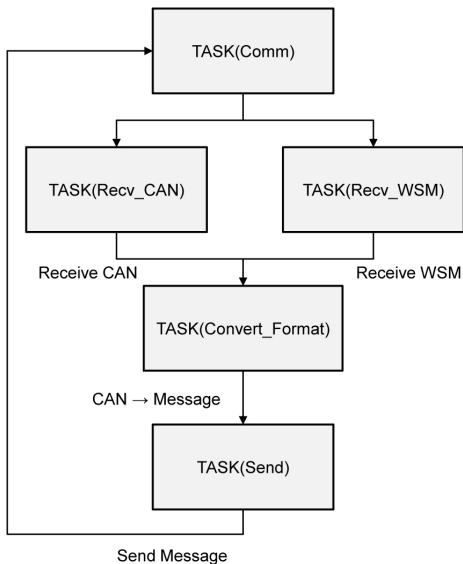 TASK(Comm)
TASK(Recv_CAN)
TASK(Recv_WSM)
Receive CAN
Receive WSM
TASK(Convert_Format)
CAN → Message
TASK(Send)
Send Message